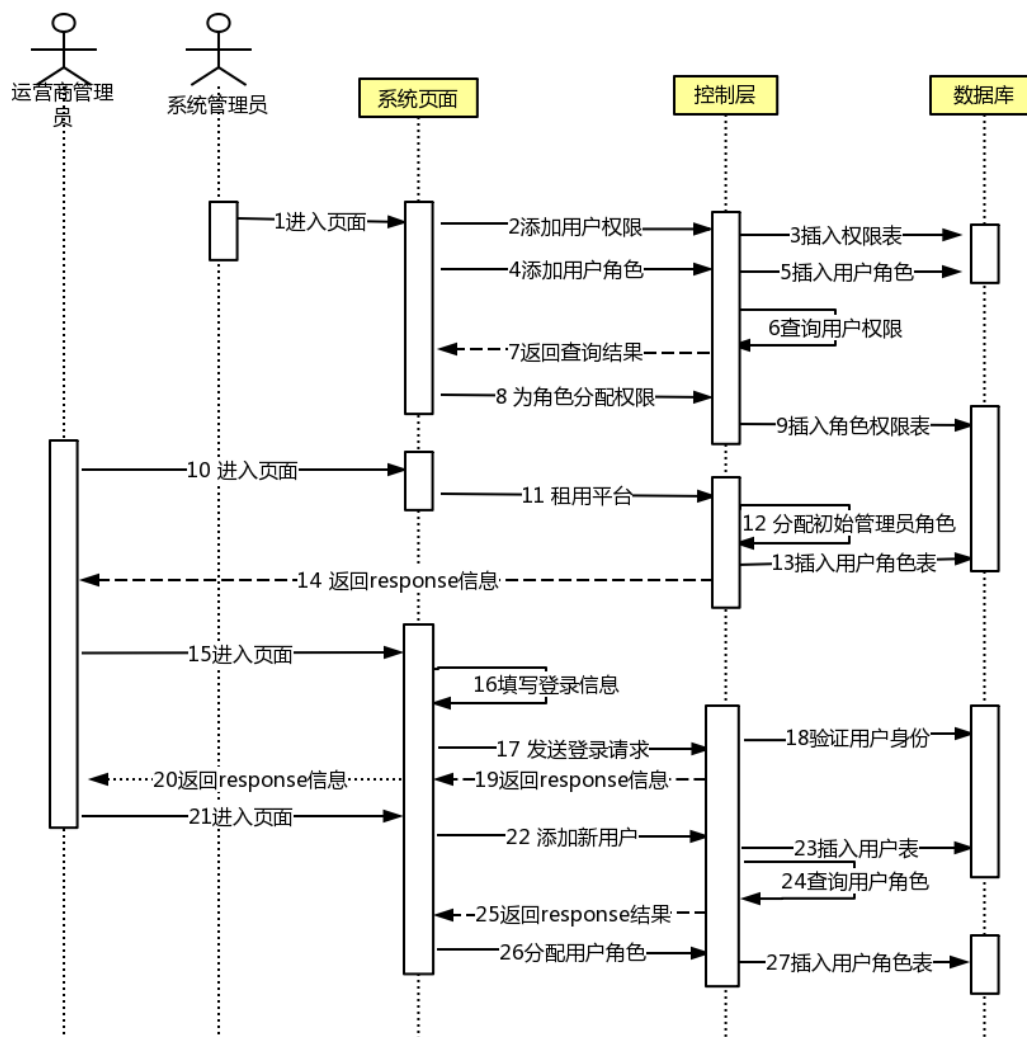 运营商管理
员
系统管理员
系统页面
控制层
数据库
1进入页面
2添加用户权限
3插入权限表
4添加用户角色
5插入用户角色
6查询用户权限
7返回查询结果
8 为角色分配权限
9插入角色权限表
10 进入页面
11 租用平台
12 分配初始管理员角色
13插入用户角色表
14 返回response信息
15进入页面
16填写登录信息
17 发送登录请求
18验证用户身份
19返回response信息
20返回response信息
21进入页面
22 添加新用户
23插入用户表
24查询用户角色
25返回response结果
26分配用户角色
27插入用户角色表